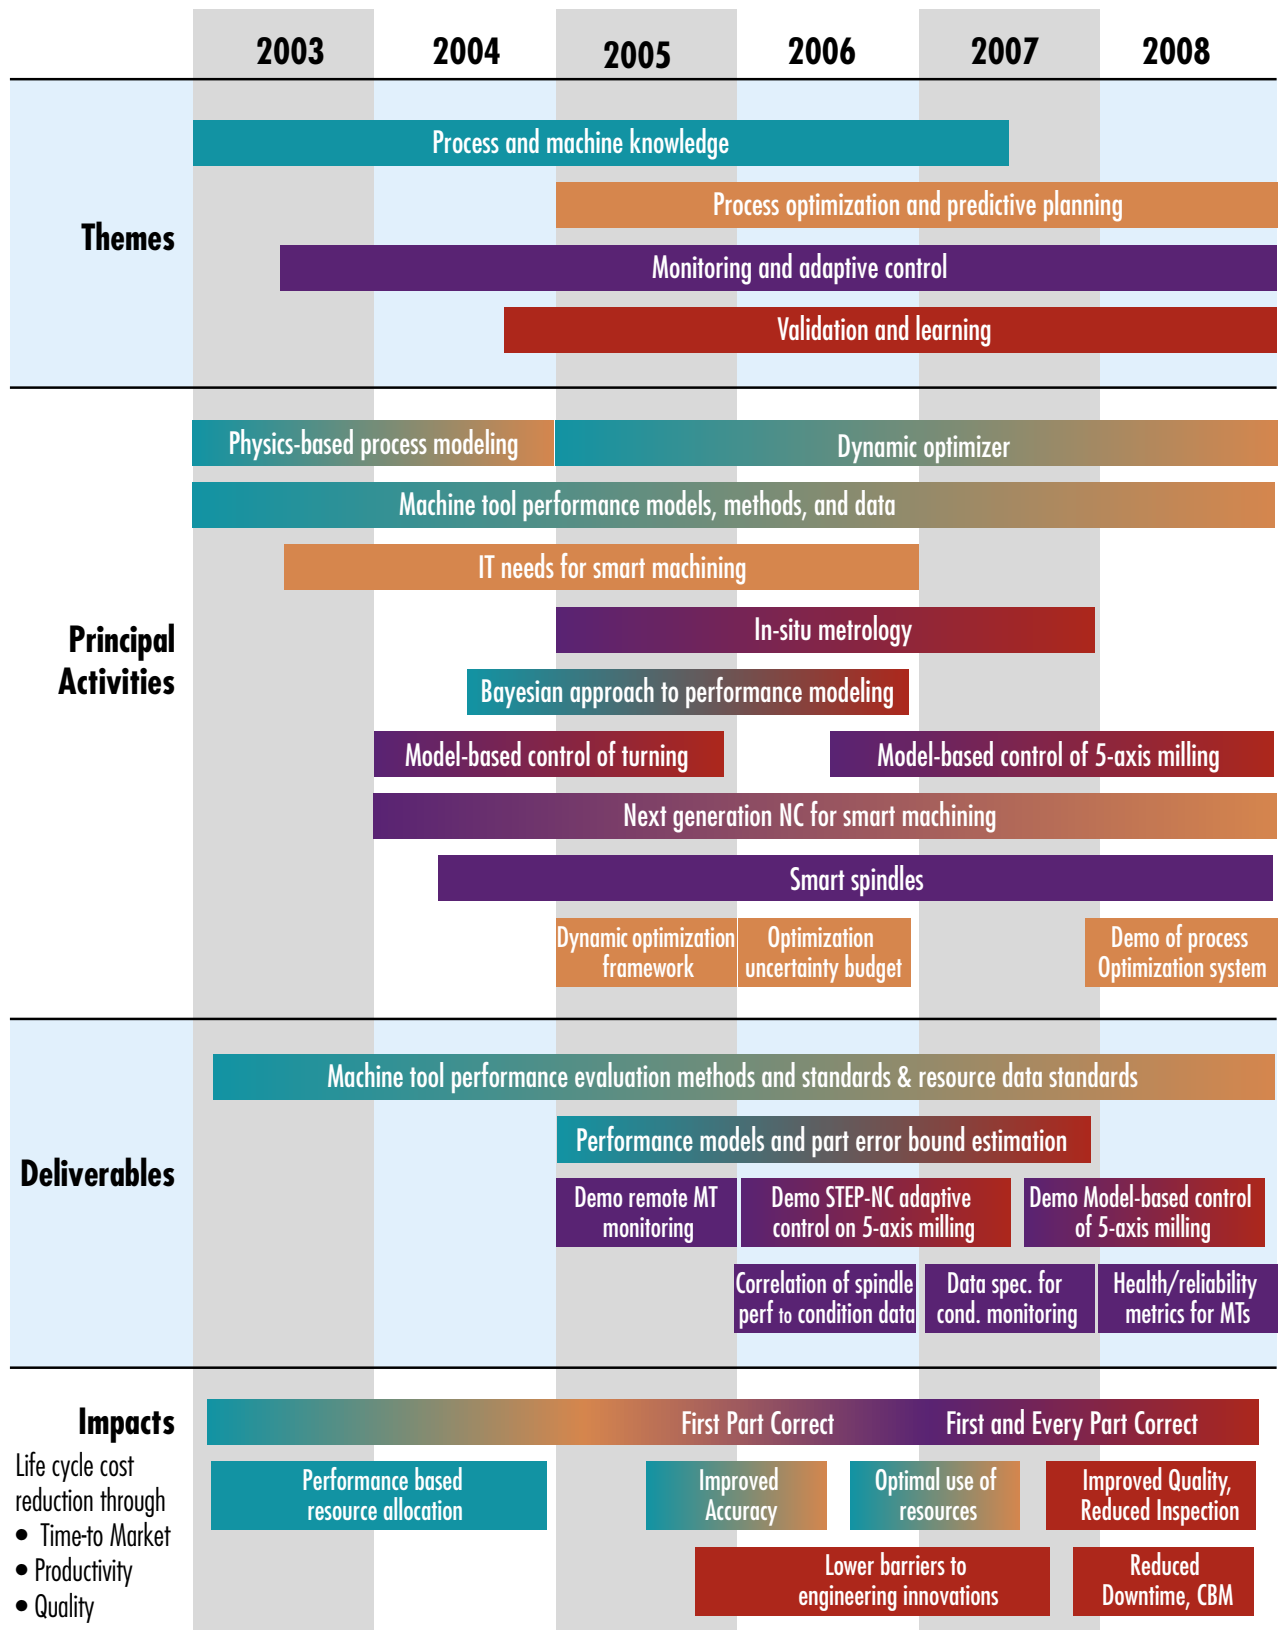 2003 2004 2005 2006 2007 2008
Themes
Process and machine knowledge
Process optimization and predictive planning
Monitoring and adaptive control
Validation and learning
Principal
Activities
Physics-based process modeling
Dynamic optimizer
Machine tool performance models, methods, and data
IT needs for smart machining
In-situ metrology
Bayesian approach to performance modeling
Model-based control of turning
Model-based control of 5-axis milling
Next generation NC for smart machining
Smart spindles
Dynamic optimization
framework
Optimization
uncertainty budget
Demo of process
Optimization system
Deliverables
Machine tool performance evaluation methods and standards & resource data standards
Performance models and part error bound estimation
Demo remote MT
monitoring
Demo STEP-NC adaptive
control on 5-axis milling
Demo Model-based control
of 5-axis milling
Correlation of spindle
perf to condition data
Data spec. for
cond. monitoring
Health/reliability
metrics for MTs
Impacts
Life cycle cost
reduction through
• Time-to Market
• Productivity
• Quality
First Part Correct
First and Every Part Correct
Performance based
resource allocation
Improved
Accuracy
Optimal use of
resources
Improved Quality,
Reduced Inspection
Lower barriers to
engineering innovations
Reduced
Downtime, CBM